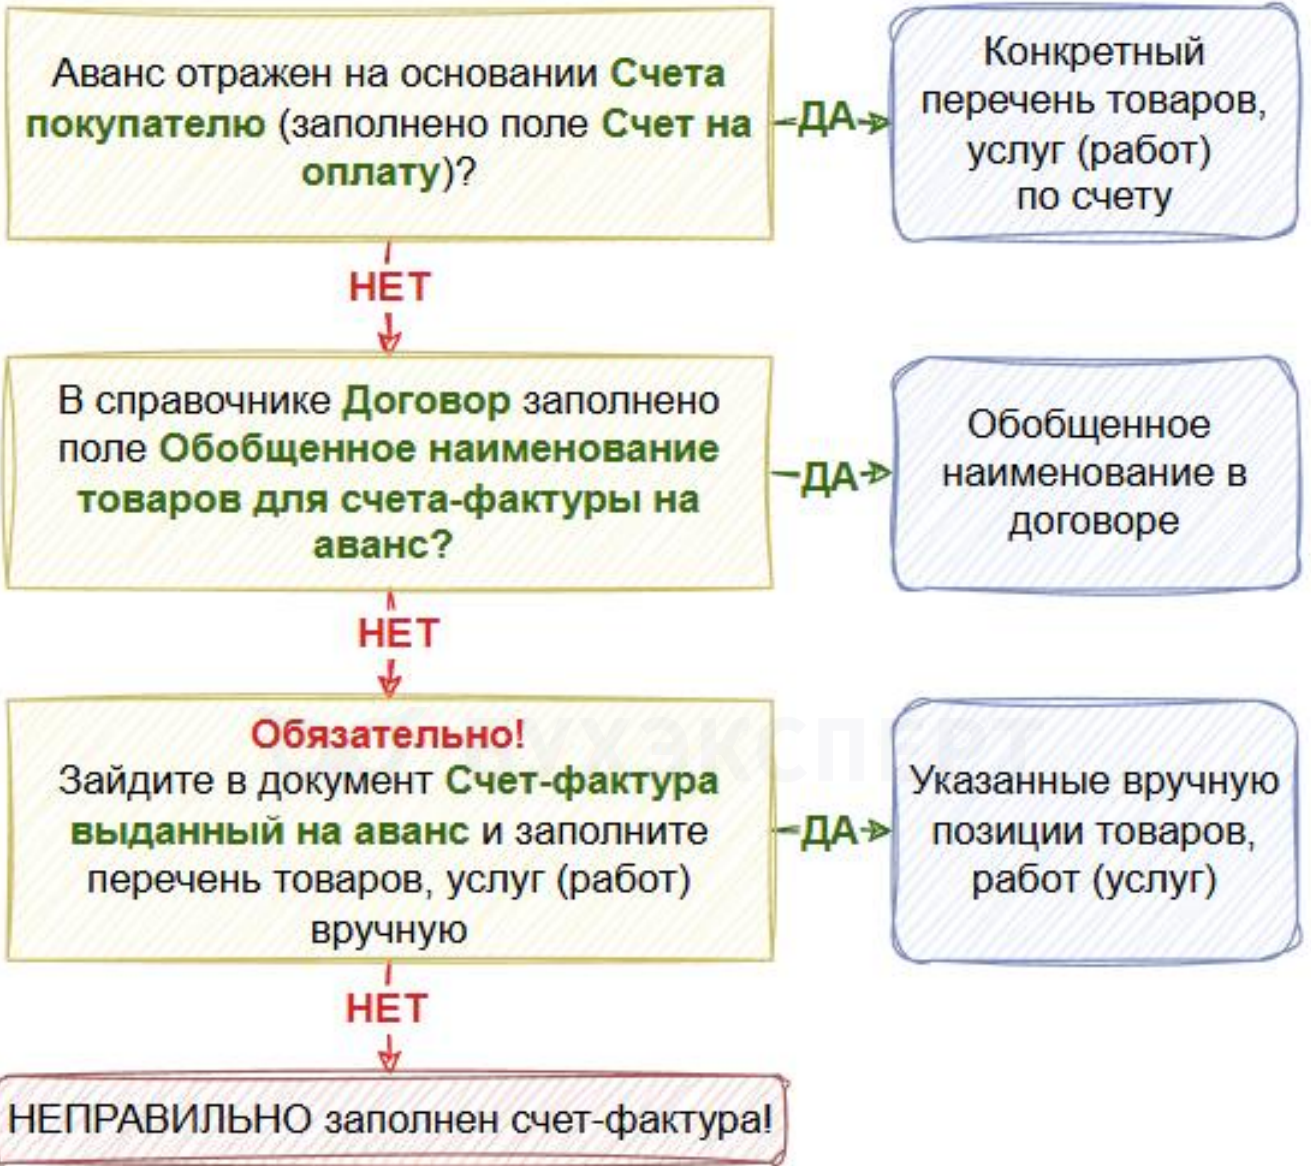 Аванс отражен на основании Счета
покупателю (заполнено поле Счет на
оплату)?
ДА
Конкретный
перечень товаров,
услуг (работ)
по счету
НЕТ
В справочнике Договор заполнено
поле Обобщенное наименование
товаров для счета-фактуры на
аванс?
ДА
Обобщенное
наименование в
договоре
НЕТ
Обязательно!
Зайдите в документ Счет-фактура
выданный на аванс и заполните
перечень товаров, услуг (работ)
вручную
ДА
Указанные вручную
позиции товаров,
работ (услуг)
НЕТ
НЕПРАВИЛЬНО заполнен счет-фактура!